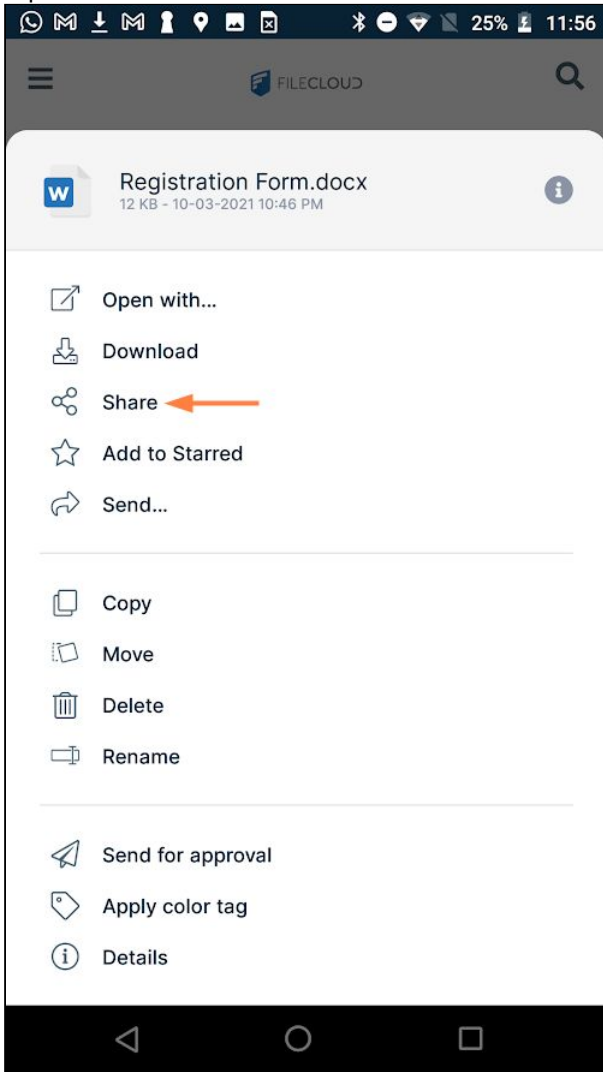 25% 11:56
FILECLOUD
W
Registration Form.docx
12 KB - 10-03-2021 10:46 PM
Open with...
Download
Share
Add to Starred
Send...
Copy
Move
Delete
Rename
Send for approval
Apply color tag
Details